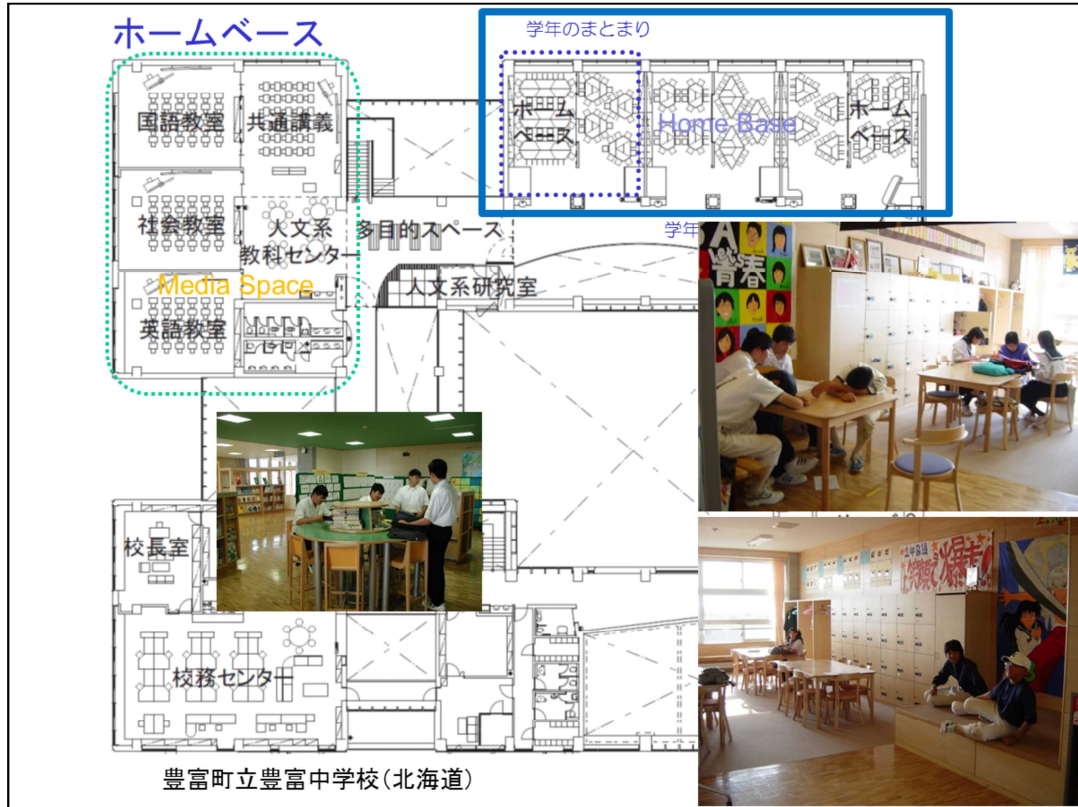 ホームベース
学年のまとまり
国語教室
共通講義
ホーム
ベース
Home Base
ホーム
ベース
社会教室
人文系
教科センター
多目的スペース
学年
Media Space
人文系研究室
英語教室
青春
校長室
校務センター
豊富町立豊富中学校(北海道)